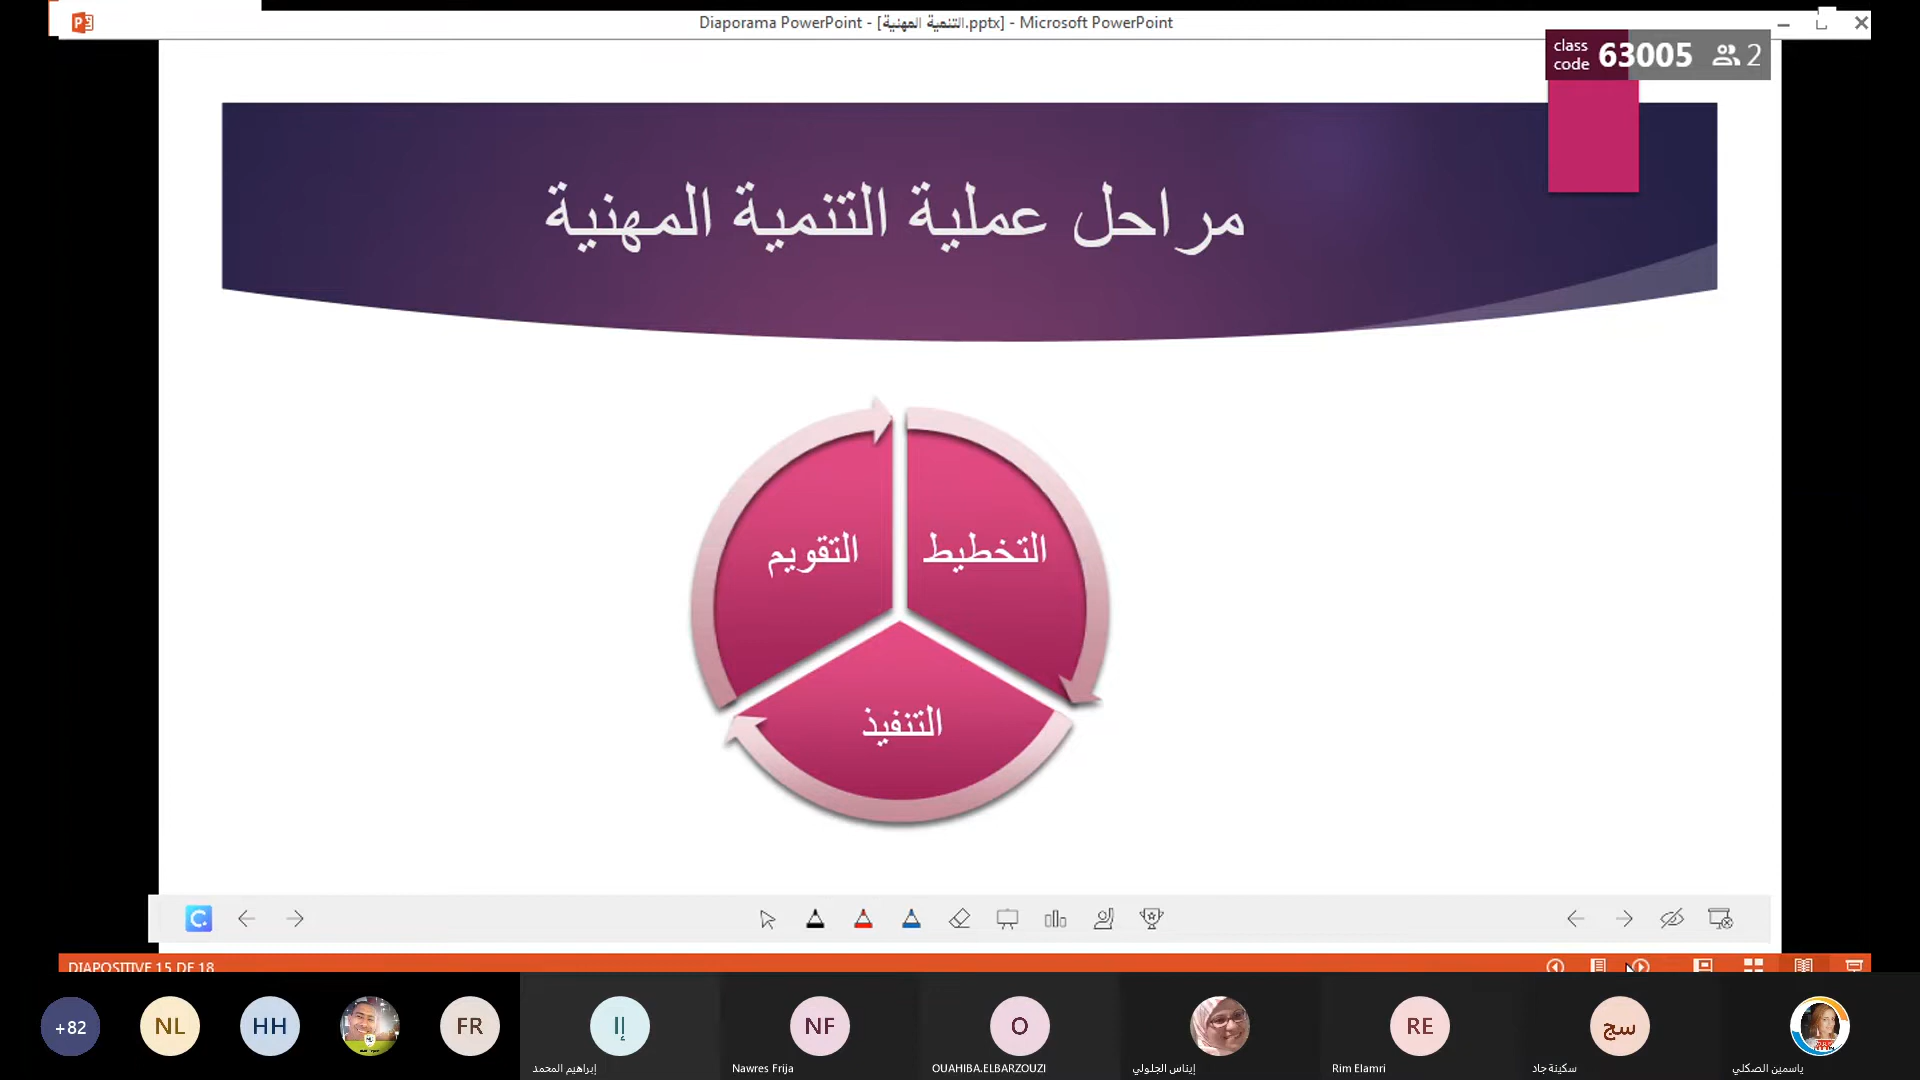 Diaporama PowerPoint - [التنمية المهنية.pptx] - Microsoft PowerPoint
class code 63005 2
مراحل عملية التنمية المهنية
التقويم
التخطيط
التنفيذ
DIAPOSITIVE 15 DE 18
+82
NL
HH
FR
إا
NF
O
RE
سج
إبراهيم المحمد
Nawres Frija
OUAHIBA.ELBARZOUZI
إيناس الجلولي
Rim Elamri
سكينة جاد
ياسمين الصكلي